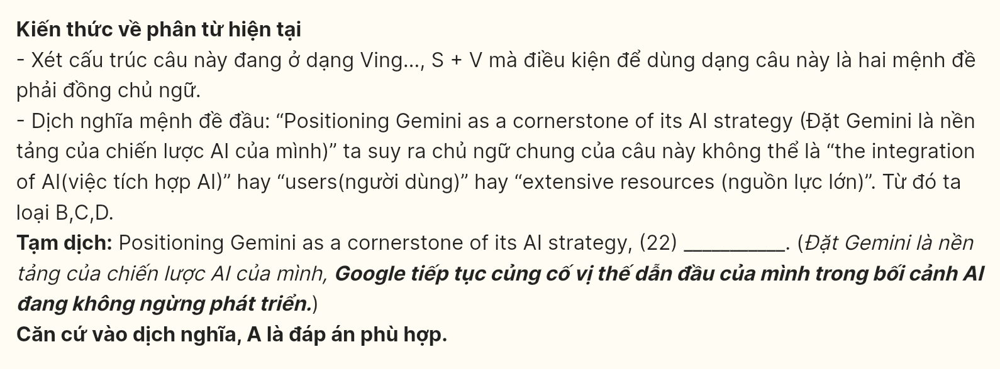 Kiến thức về phân từ hiện tại
- Xét cấu trúc câu này đang ở dạng Ving..., S + V mà điều kiện để dùng dạng câu này là hai mệnh đề
phải đồng chủ ngữ.
- Dịch nghĩa mệnh đề đầu: “Positioning Gemini as a cornerstone of its AI strategy (Đặt Gemini là nền
tảng của chiến lược AI của mình)” ta suy ra chủ ngữ chung của câu này không thể là “the integration
of AI(việc tích hợp AI)” hay “users(người dùng)” hay “extensive resources (nguồn lực lớn)”. Từ đó ta
loại B,C,D.
Tạm dịch: Positioning Gemini as a cornerstone of its AI strategy, (22) __________. (Đặt Gemini là nền
tảng của chiến lược AI của mình, Google tiếp tục củng cố vị thế dẫn đầu của mình trong bối cảnh AI
đang không ngừng phát triển.)
Căn cứ vào dịch nghĩa, A là đáp án phù hợp.